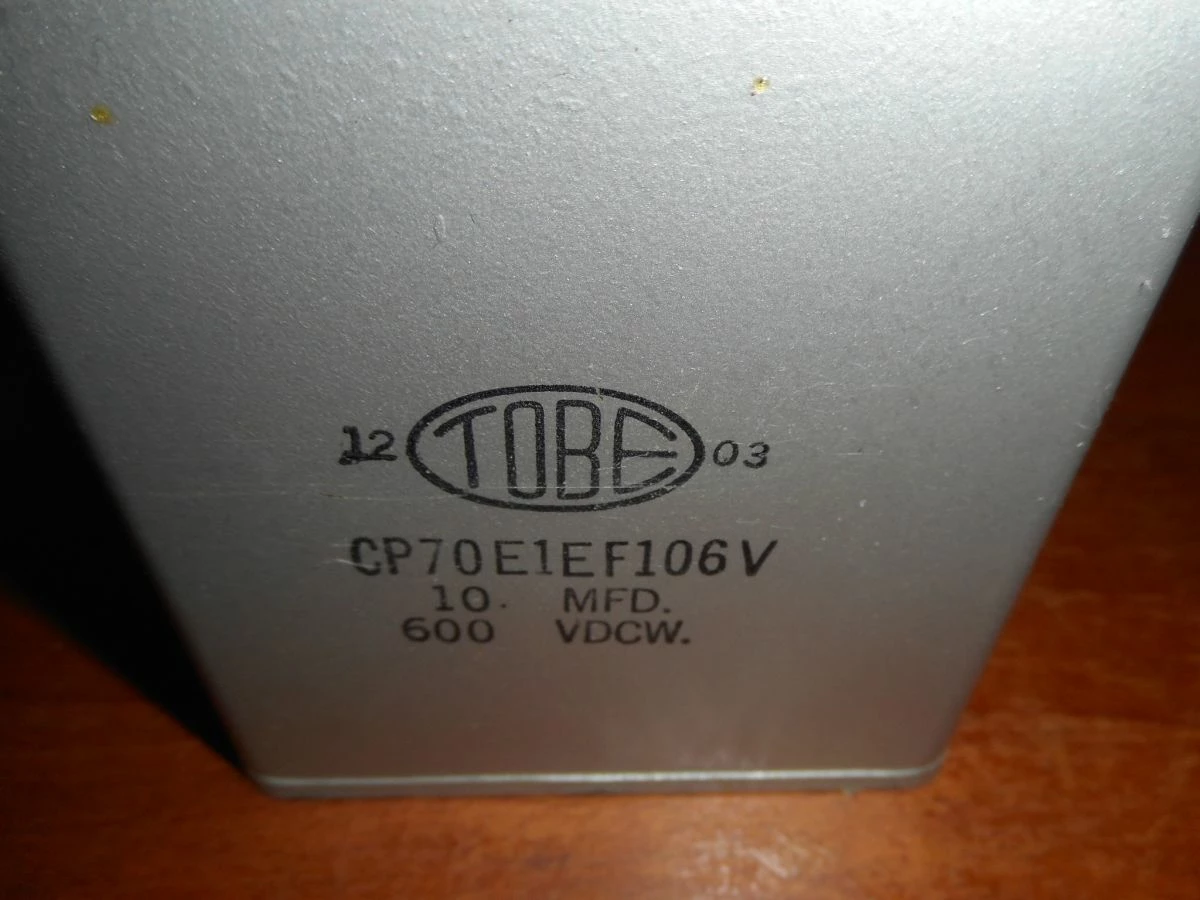 12 TOBE 03
CP70E1EF106V
10. MFD.
600 VDCW.